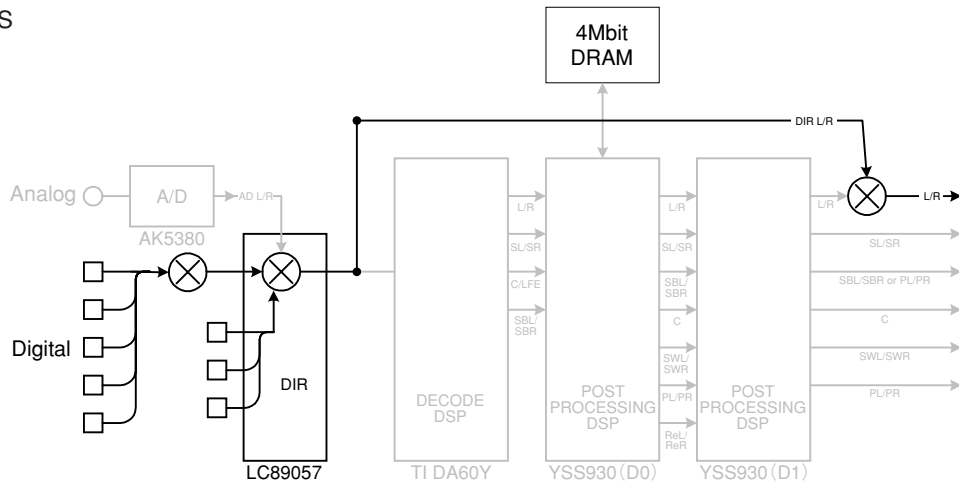 S
4Mbit
DRAM
DIR L/R
Analog
A/D
AD L/R
AK5380
L/R
L/R
L/R
L/R
SL/SR
SL/SR
SL/SR
C/LFE
SBL/
SBR
SBL/SBR or PL/PR
SBL/
SBR
C
C
Digital
SWL/
SWR
SWL/SWR
DIR
DECODE
DSP
POST
PROCESSING
DSP
PL/PR
POST
PROCESSING
DSP
PL/PR
ReL/
ReR
LC89057
TI DA60Y
YSS930（D0）
YSS930（D1）